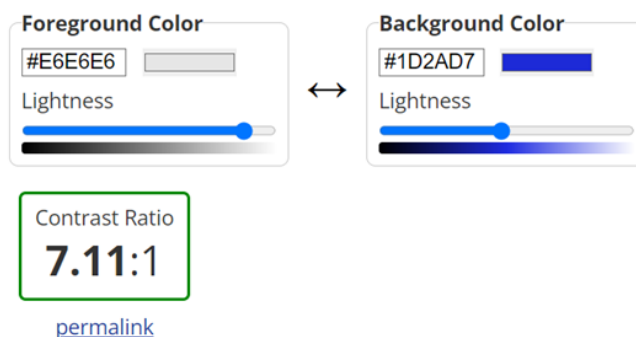 Foreground Color
#E6E6E6
Lightness
↔
Background Color
#1D2AD7
Lightness
Contrast Ratio
7.11:1
permalink